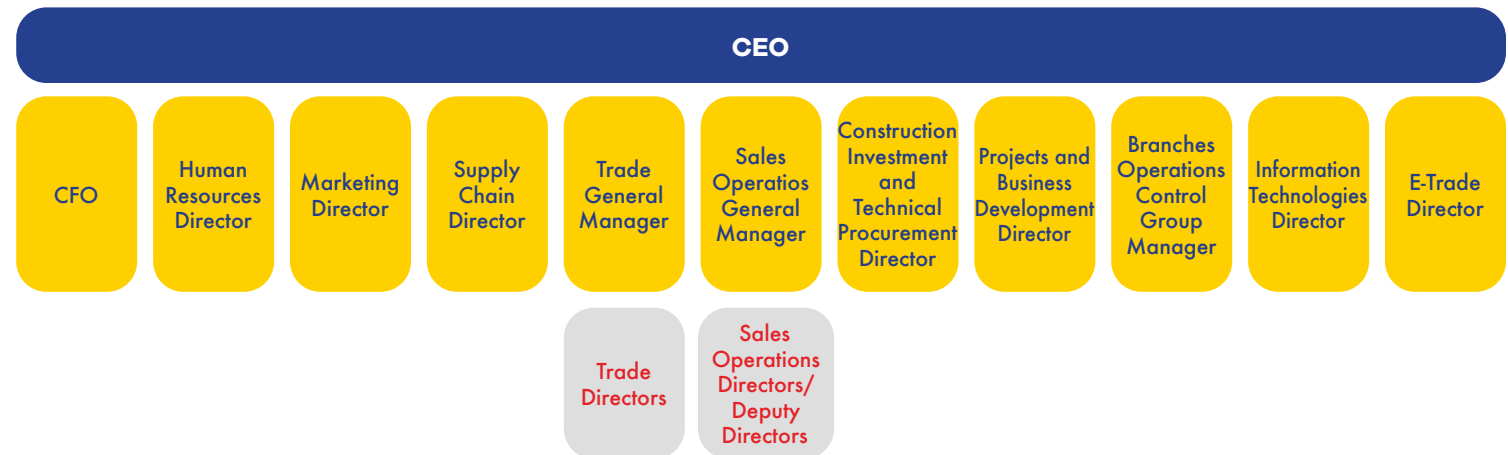 CEO
CFO
Human
Resources
Director
Marketing
Director
Supply
Chain
Director
Trade
General
Manager
Sales
Operatios
General
Manager
Construction
Investment
and
Technical
Procurement
Director
Projects and
Business
Development
Director
Branches
Operations
Control
Group
Manager
Information
Technologies
Director
E-Trade
Director
Trade
Directors
Sales
Operations
Directors/
Deputy
Directors